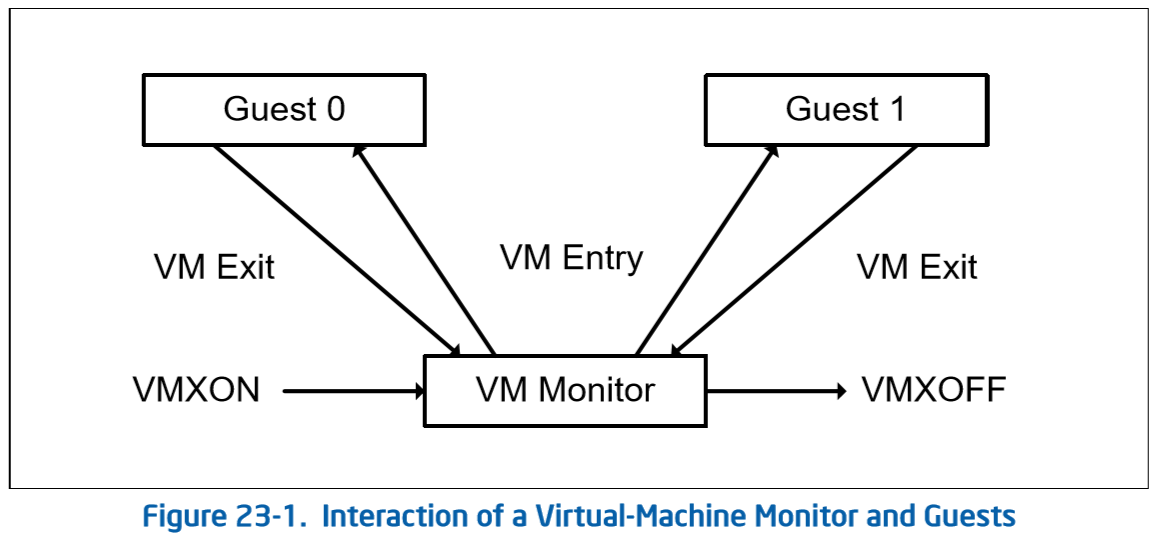 Guest 0
Guest 1
VM Exit
VM Entry
VM Exit
VMXON
VM Monitor
VMXOFF
Figure 23-1. Interaction of a Virtual-Machine Monitor and Guests